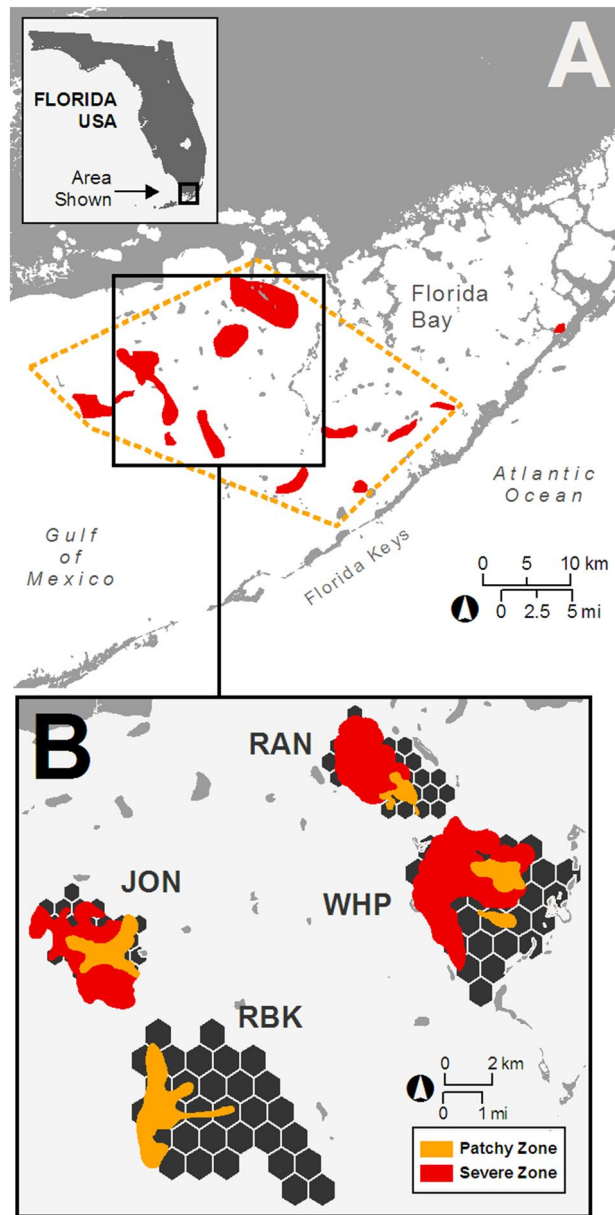 A
FLORIDA
USA
Area
Shown
Florida
Bay
Atlantic
Ocean
Gulf
of
Mexico
Florida Keys
0 5 10 km
0 2.5 5 mi
B
RAN
JON
WHP
RBK
0 2 km
0 1 mi
Patchy Zone
Severe Zone